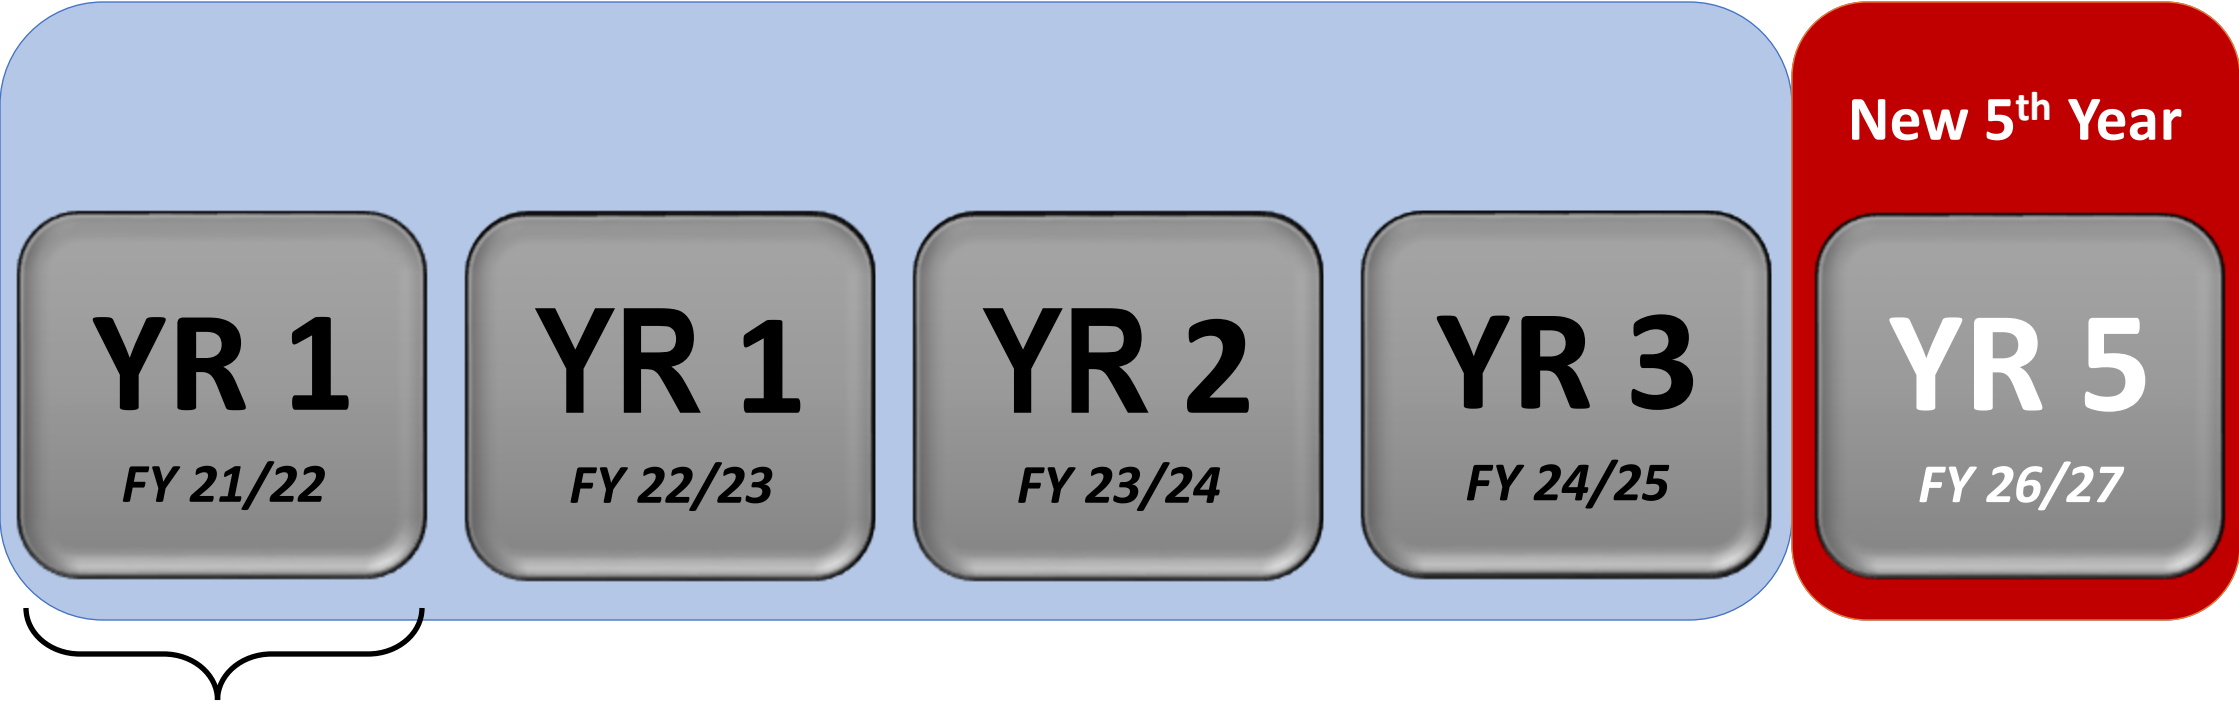 New 5th Year
YR 1
FY 21/22
YR 1
FY 22/23
YR 2
FY 23/24
YR 3
FY 24/25
YR 5
FY 26/27